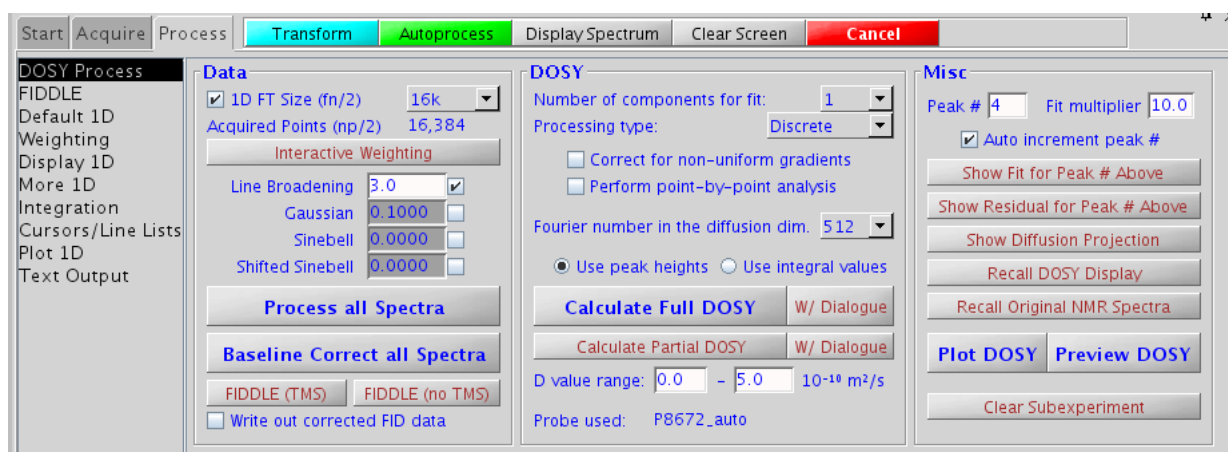 Start Acquire Process Transform Autoprocess Display Spectrum Clear Screen Cancel
DOSY Process
FIDDLE
Default 1D
Weighting
Display 1D
More 1D
Integration
Cursors/Line Lists
Plot 1D
Text Output
Data
1D FT Size (fn/2) 16k
Acquired Points (np/2) 16,384
Interactive Weighting
Line Broadening 3.0
Gaussian 0.1000
Sinebell 0.0000
Shifted Sinebell 0.0000
Process all Spectra
Baseline Correct all Spectra
FIDDLE (TMS) FIDDLE (no TMS)
Write out corrected FID data
DOSY
Number of components for fit: 1
Processing type: Discrete
Correct for non-uniform gradients
Perform point-by-point analysis
Fourier number in the diffusion dim. 512
Use peak heights Use integral values
Calculate Full DOSY W/ Dialogue
Calculate Partial DOSY W/ Dialogue
D value range: 0.0 – 5.0 10⁻¹⁰ m²/s
Probe used: P8672_auto
Misc
Peak # 4 Fit multiplier 10.0
Auto increment peak #
Show Fit for Peak # Above
Show Residual for Peak # Above
Show Diffusion Projection
Recall DOSY Display
Recall Original NMR Spectra
Plot DOSY Preview DOSY
Clear Subexperiment